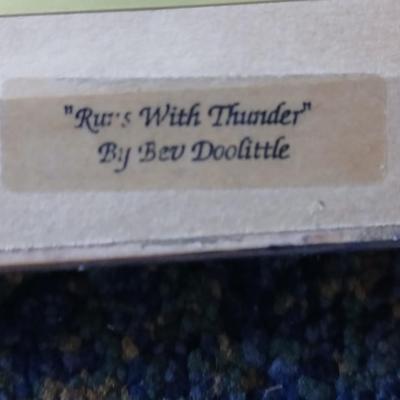 "Runs With Thunder"
By Bev Doolittle